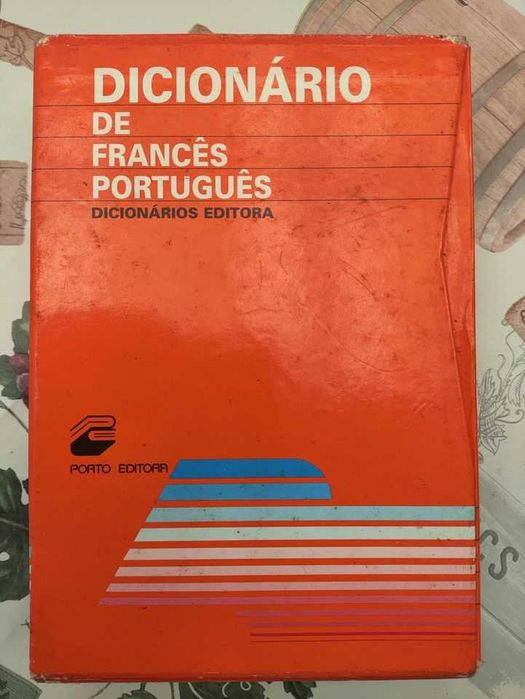 DICIONÁRIO
DE
FRANCÊS
PORTUGUÊS
DICIONÁRIOS EDITORA
PORTO EDITORA